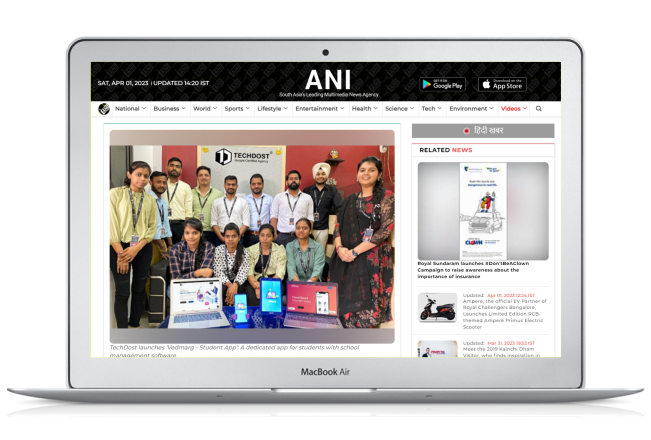 SAT, APR 01, 2023 | UPDATED 14:20 IST
ANI
South Asia's Leading Multimedia News Agency
GET IT ON
Google Play
Download on the
App Store
National Business World Sports Lifestyle Entertainment Health Science Tech Environment Videos
हिंदी खबर
RELATED NEWS
TECHDOST
Royal Sundaram launches #Don'tBeAClown
Campaign to raise awareness about the
importance of insurance
Updated: Apr 01, 2023 12:24 IST
Ampere, the official EV Partner of
Royal Challengers Bangalore,
Launches Limited Edition RCB-
themed Ampere Primus Electric
Scooter
Updated: Mar 31, 2023 19:53 IST
Meet the 2019 Kainchi Dham
Visitor, who finds inspiration in
TechDost launches 'Vedmarg - Student App': A dedicated app for students with school
management software.
MacBook Air